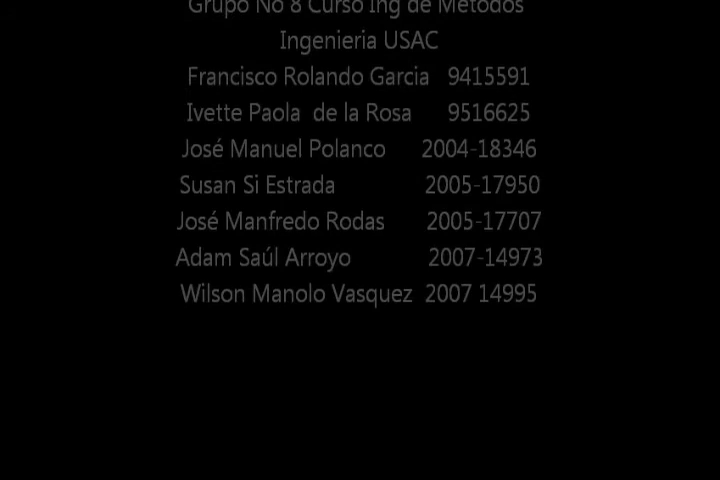 Grupo No 8 Curso Ing de Metodos
Ingenieria USAC
Francisco Rolando Garcia 9415591
Ivette Paola de la Rosa 9516625
José Manuel Polanco 2004-18346
Susan Si Estrada 2005-17950
José Manfredo Rodas 2005-17707
Adam Saúl Arroyo 2007-14973
Wilson Manolo Vasquez 2007 14995